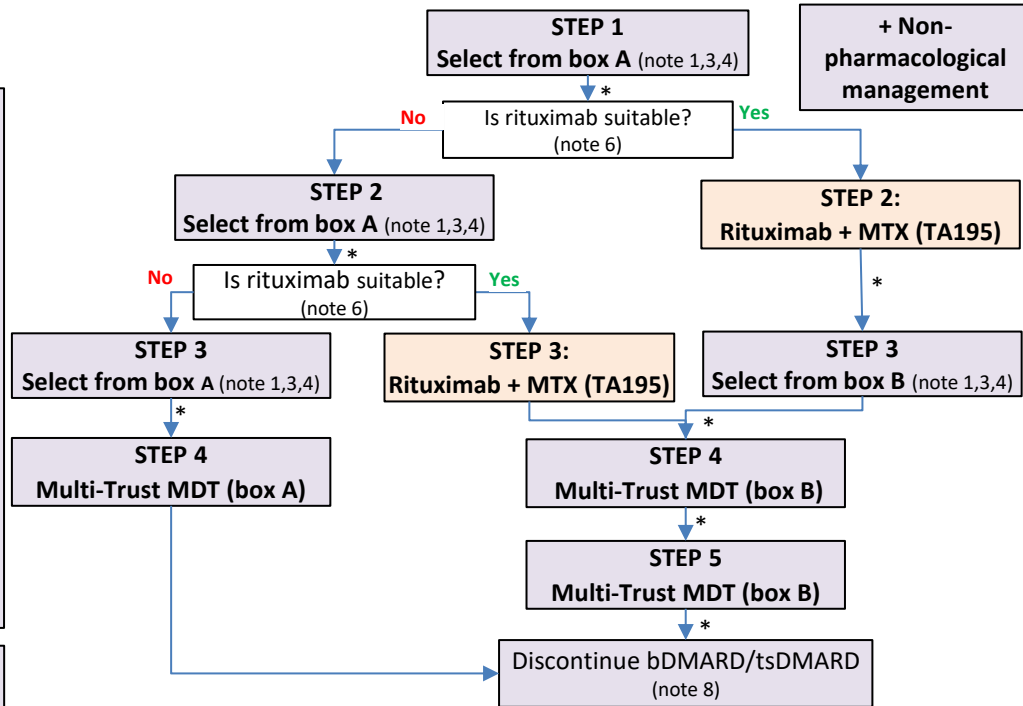 STEP 1
Select from box A (note 1,3,4)
+ Non-
pharmacological
management
*
No
Is rituximab suitable?
(note 6)
Yes
STEP 2
Select from box A (note 1,3,4)
STEP 2:
Rituximab + MTX (TA195)
*
*
No
Is rituximab suitable?
(note 6)
Yes
STEP 3
Select from box A (note 1,3,4)
STEP 3:
Rituximab + MTX (TA195)
STEP 3
Select from box B (note 1,3,4)
*
*
STEP 4
Multi-Trust MDT (box A)
STEP 4
Multi-Trust MDT (box B)
*
STEP 5
Multi-Trust MDT (box B)
*
Discontinue bDMARD/tsDMARD
(note 8)